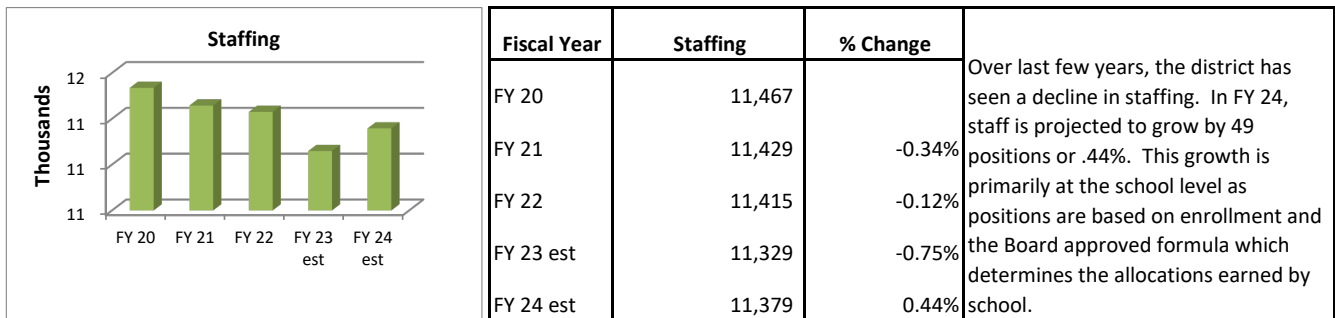 Staffing
Thousands
12
11
11
11
FY 20 FY 21 FY 22 FY 23 est FY 24 est
Fiscal Year Staffing % Change
FY 20 11,467
FY 21 11,429 -0.34%
FY 22 11,415 -0.12%
FY 23 est 11,329 -0.75%
FY 24 est 11,379 0.44%
Over last few years, the district has
seen a decline in staffing. In FY 24,
staff is projected to grow by 49
positions or .44%. This growth is
primarily at the school level as
positions are based on enrollment and
the Board approved formula which
determines the allocations earned by
school.